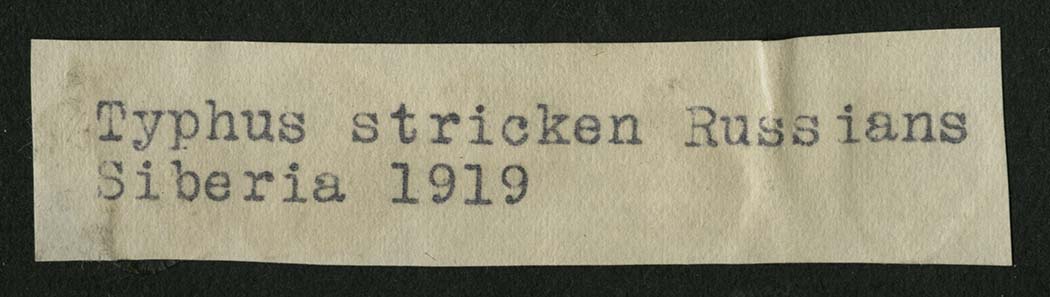 Typhus stricken Russians
Siberia 1919